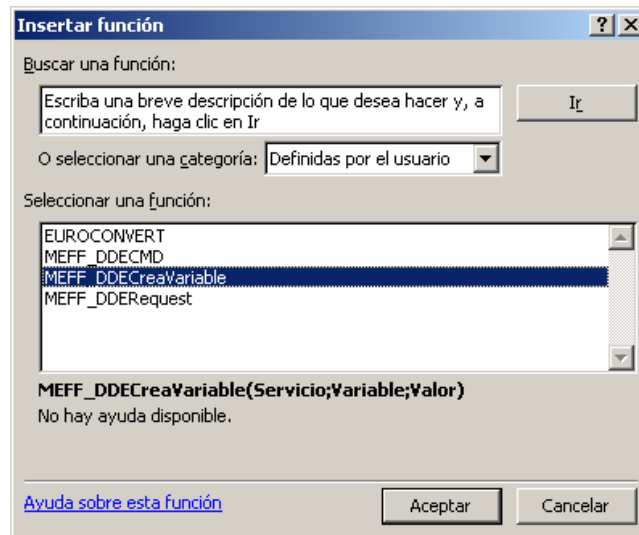 Insertar función
Buscar una función:
Escriba una breve descripción de lo que desea hacer y, a
continuación, haga clic en Ir
Ir
O seleccionar una categoría: Definidas por el usuario
Seleccionar una función:
EUROCONVERT
MEFF_DDECMD
MEFF_DDECreaVariable
MEFF_DDERequest
MEFF_DDECreaVariable(Servicio;Variable;Valor)
No hay ayuda disponible.
Ayuda sobre esta función
Aceptar
Cancelar